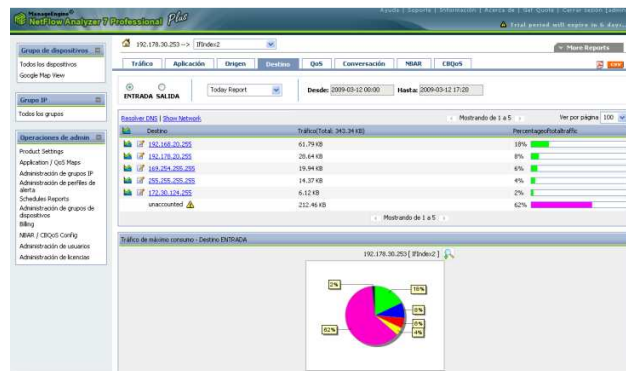 ManageEngine®
NetFlow Analyzer 7 Professional Plus
Ayuda | Soporte | Información | Acerca de | Get Quote | Cerrar sesión [admin]
Trial period will expire in 6 days..
192.178.30.253 --> IfIndex2
More Reports
Grupo de dispositivos
Todos los dispositivos
Google Map View
Grupo IP
Todos los grupos
Operaciones de admin
Product Settings
Application / QoS Maps
Administración de grupos IP
Administración de perfiles de alerta
Schedules Reports
Administración de grupos de dispositivos
Billing
NBAR / CBQoS Config
Administración de usuarios
Administración de licencias
Tráfico Aplicación Origen Destino QoS Conversación NBAR CBQoS
ENTRADA SALIDA
Today Report
Desde: 2009-03-12 00:00 Hasta: 2009-03-12 17:20
Resolver DNS | Show Network
Mostrando de 1 a 5
Ver por página 100
Destino Tráfico(Total: 343.34 KB) Percentageoftotaltraffic
192.168.20.255 61.79 KB 18%
192.178.20.255 28.64 KB 8%
169.254.255.255 19.94 KB 6%
255.255.255.255 14.37 KB 4%
172.30.124.255 6.12 KB 2%
unaccounted 212.46 KB 62%
Mostrando de 1 a 5
Tráfico de máximo consumo - Destino ENTRADA
192.178.30.253 [ IfIndex2 ]
2%
18%
8%
6%
4%
62%